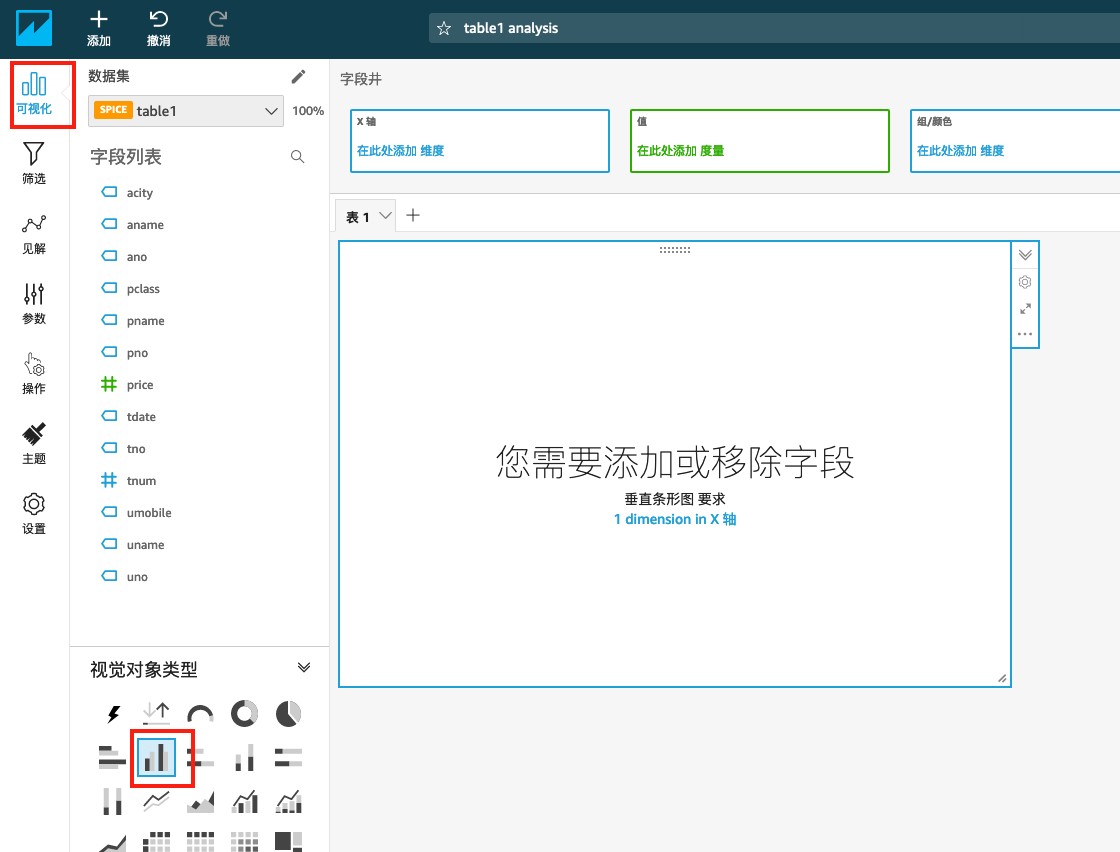 添加
撤消
重做
table1 analysis
可视化
筛选
见解
参数
操作
主题
设置
数据集
SPICE table1 100%
字段列表
acity
aname
ano
pclass
pname
pno
price
tdate
tno
tnum
umobile
uname
uno
视觉对象类型
字段井
X 轴
在此处添加 维度
值
在此处添加 度量
组/颜色
在此处添加 维度
表 1
您需要添加或移除字段
垂直条形图 要求
1 dimension in X 轴